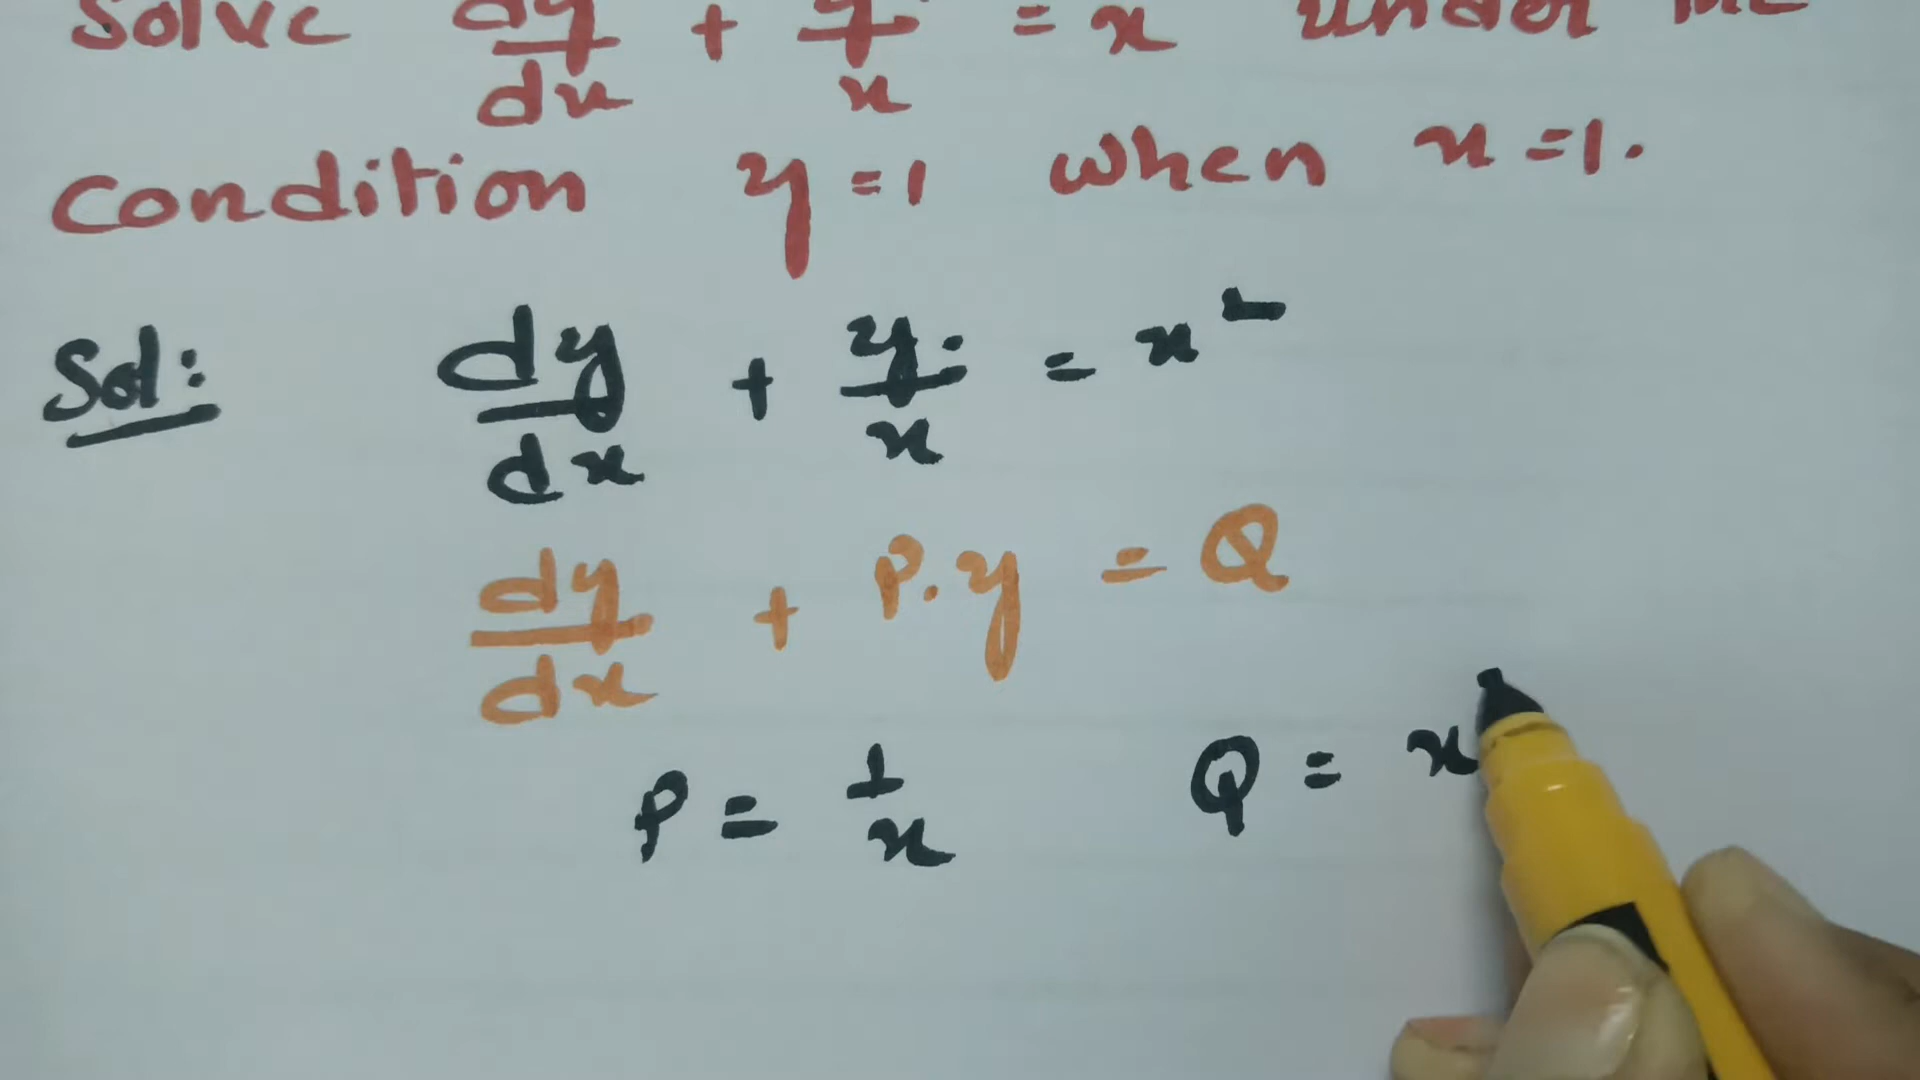 Solve dy/dx + y/x = x under the
condition y = 1 when x = 1.
Sol: dy/dx + y/x = x²
dy/dx + P.y = Q
P = 1/x Q = x